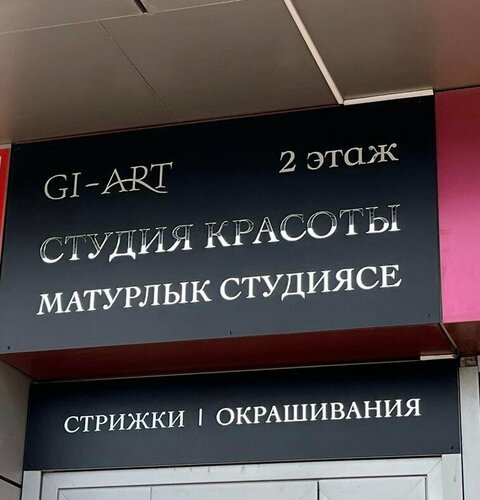 GI-ART 2 этаж
СТУДИЯ КРАСОТЫ
МАТУРЛЫК СТУДИЯСЕ
СТРИЖКИ | ОКРАШИВАНИЯ